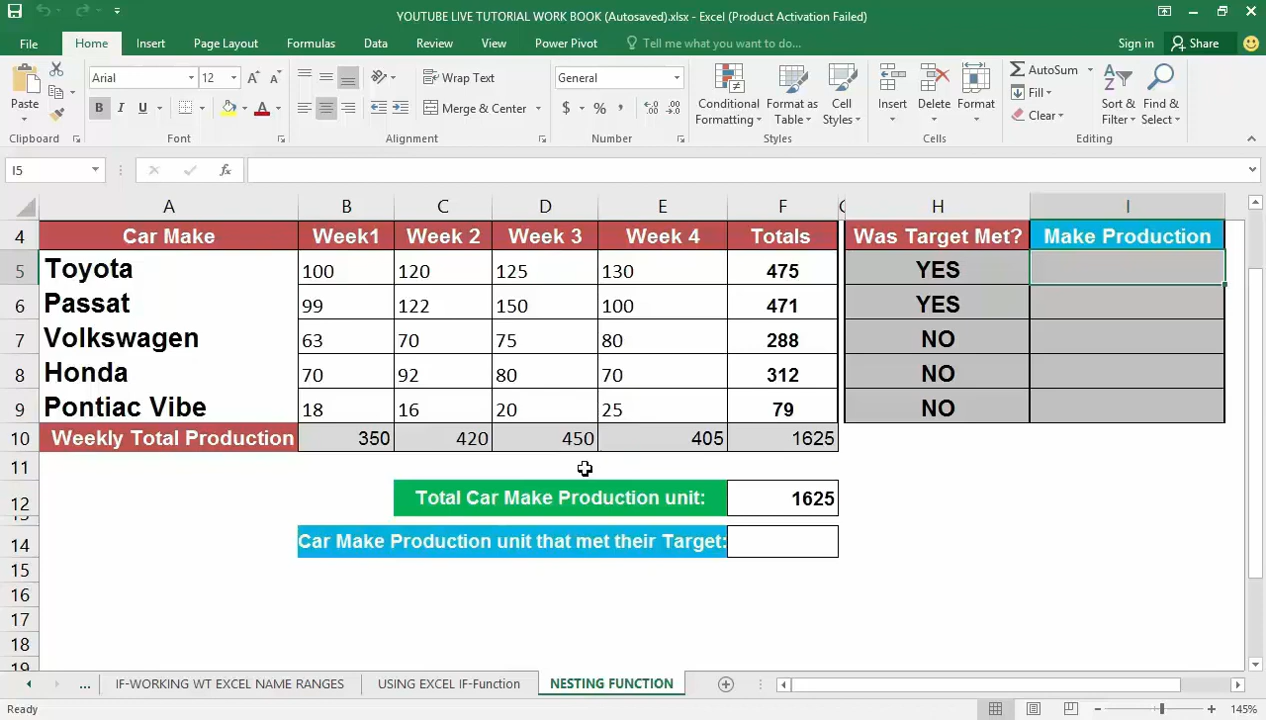 YOUTUBE LIVE TUTORIAL WORK BOOK (Autosaved).xlsx - Excel (Product Activation Failed)
File Home Insert Page Layout Formulas Data Review View Power Pivot Tell me what you want to do... Sign in Share
Paste
Clipboard
Arial 12
B I U
Font
Wrap Text
Merge & Center
Alignment
General
$ % ,
Number
Conditional Formatting
Format as Table
Cell Styles
Styles
Insert
Delete
Format
Cells
AutoSum
Fill
Clear
Sort & Filter
Find & Select
Editing
I5 fx
A B C D E F G H I
4 Car Make Week1 Week 2 Week 3 Week 4 Totals Was Target Met? Make Production
5 Toyota 100 120 125 130 475 YES
6 Passat 99 122 150 100 471 YES
7 Volkswagen 63 70 75 80 288 NO
8 Honda 70 92 80 70 312 NO
9 Pontiac Vibe 18 16 20 25 79 NO
10 Weekly Total Production 350 420 450 405 1625
11
12 Total Car Make Production unit: 1625
13
14 Car Make Production unit that met their Target:
15
16
17
18
19
... IF-WORKING WT EXCEL NAME RANGES USING EXCEL IF-Function NESTING FUNCTION
Ready 145%